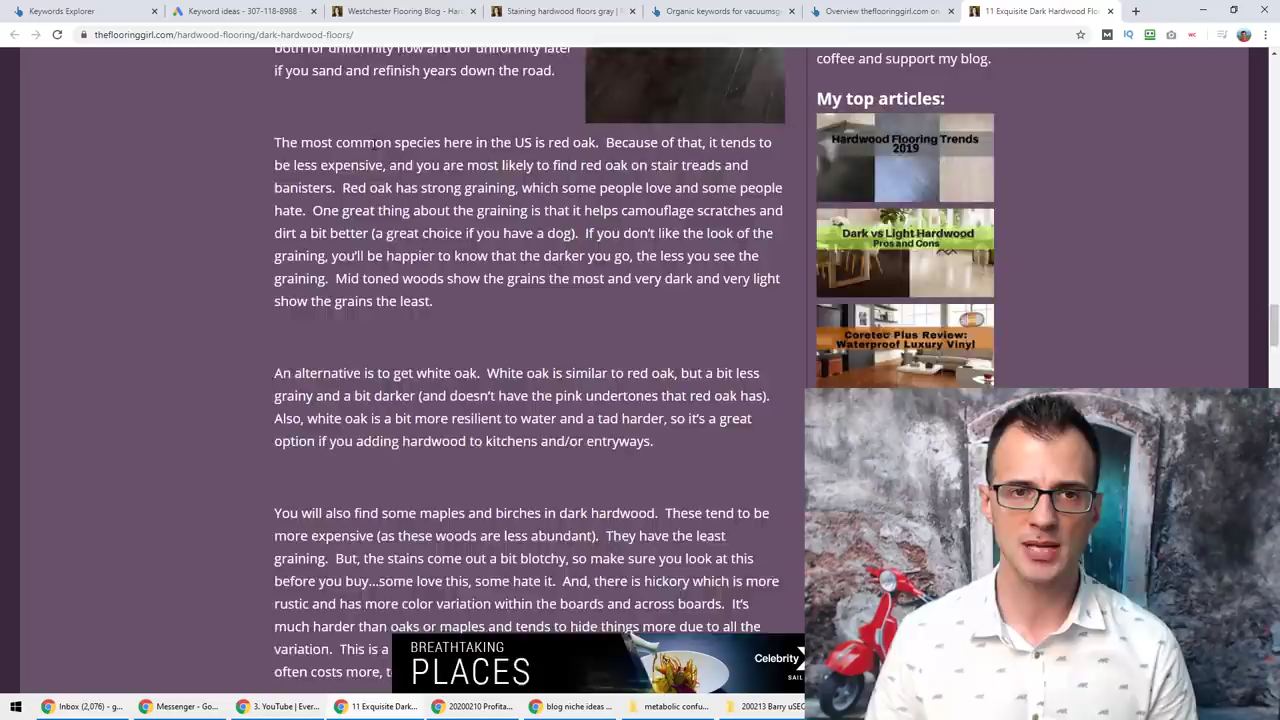 Keywords Explorer
Keyword ideas - 307-118-8988
Westchester Flooring Blog - Har
Staining hardwood floors gray | R
Organic keywords for vacuumsg
Overview theflooringgirl.com on
11 Exquisite Dark Hardwood Flo
theflooringgirl.com/hardwood-flooring/dark-hardwood-floors/
both for uniformity now and for uniformity later
if you sand and refinish years down the road.
The most common species here in the US is red oak. Because of that, it tends to
be less expensive, and you are most likely to find red oak on stair treads and
banisters. Red oak has strong graining, which some people love and some people
hate. One great thing about the graining is that it helps camouflage scratches and
dirt a bit better (a great choice if you have a dog). If you don't like the look of the
graining, you'll be happier to know that the darker you go, the less you see the
graining. Mid toned woods show the grains the most and very dark and very light
show the grains the least.
An alternative is to get white oak. White oak is similar to red oak, but a bit less
grainy and a bit darker (and doesn't have the pink undertones that red oak has).
Also, white oak is a bit more resilient to water and a tad harder, so it's a great
option if you adding hardwood to kitchens and/or entryways.
You will also find some maples and birches in dark hardwood. These tend to be
more expensive (as these woods are less abundant). They have the least
graining. But, the stains come out a bit blotchy, so make sure you look at this
before you buy...some love this, some hate it. And, there is hickory which is more
rustic and has more color variation within the boards and across boards. It's
much harder than oaks or maples and tends to hide things more due to all the
variation. This is a
often costs more, t
coffee and support my blog.
My top articles:
Hardwood Flooring Trends
2019
Dark vs Light Hardwood
Pros and Cons
Coretec Plus Review:
Waterproof Luxury Vinyl
BREATHTAKING
PLACES
Celebrity X
SAIL
Inbox (2,076) - g...
Messenger - Go...
3. YouTube | Ever...
11 Exquisite Dark...
20200210 Profita...
blog niche ideas ...
metabolic confu...
200213 Barry uSEO